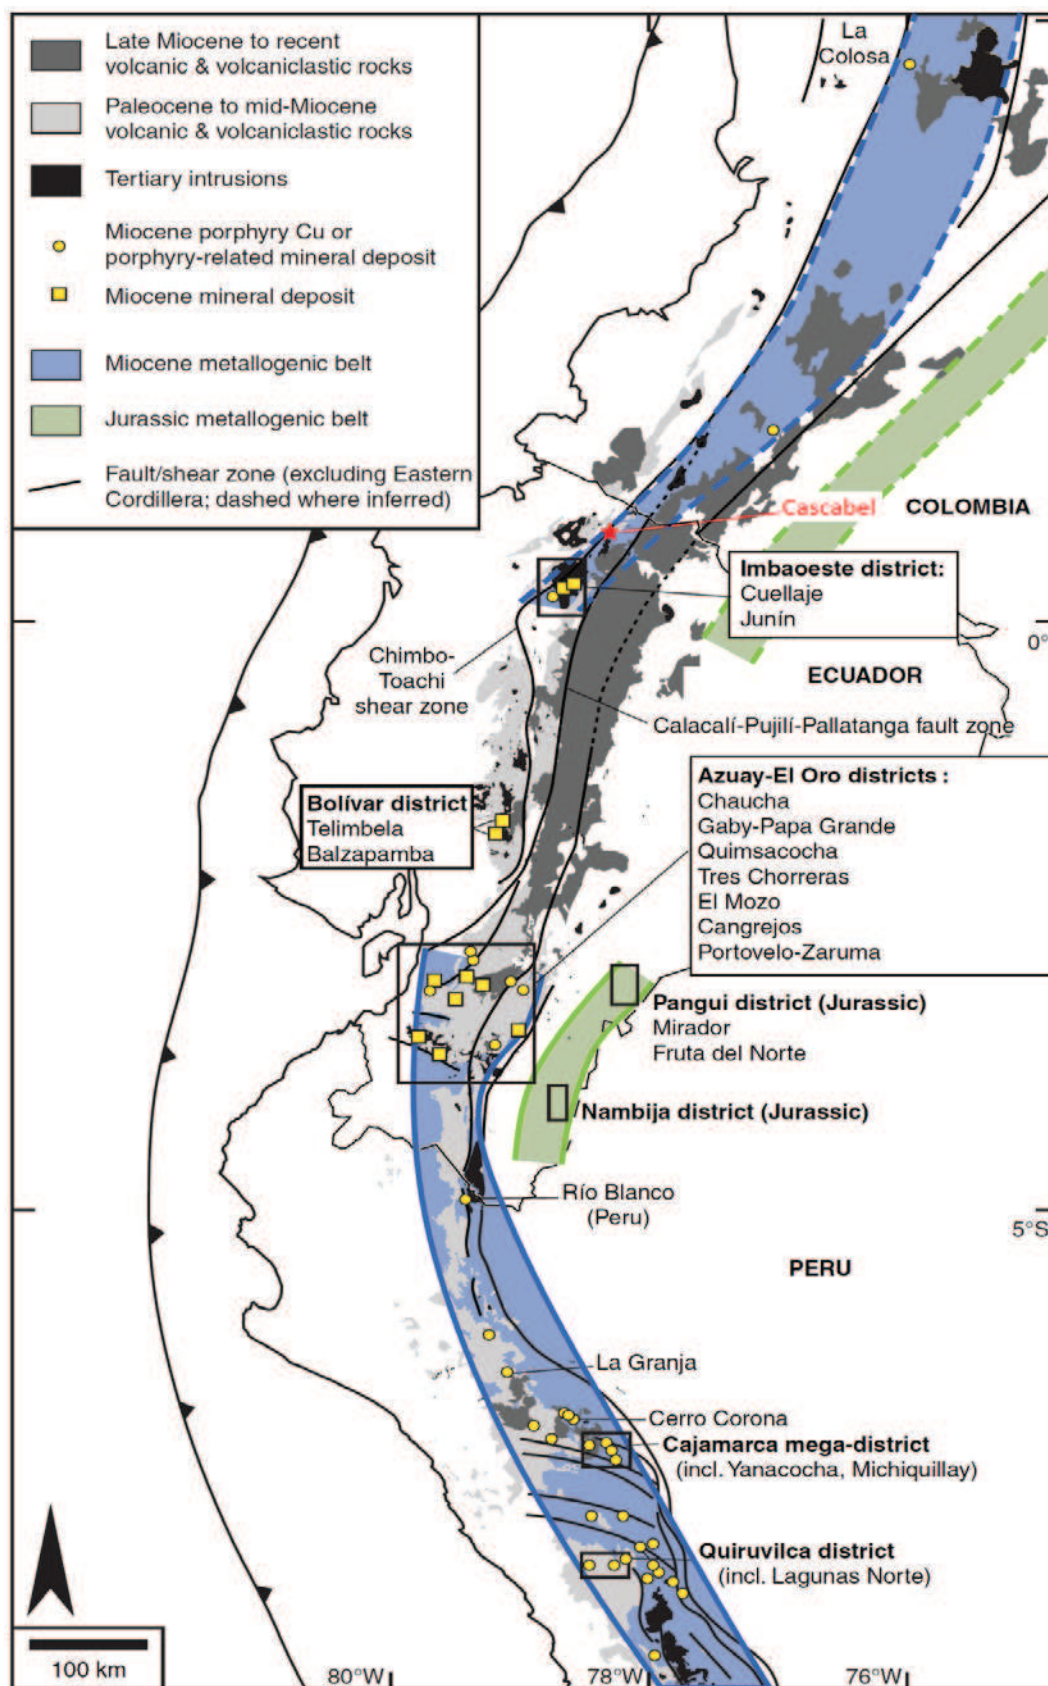 Late Miocene to recent
volcanic & volcaniclastic rocks
Paleocene to mid-Miocene
volcanic & volcaniclastic rocks
Tertiary intrusions
Miocene porphyry Cu or
porphyry-related mineral deposit
Miocene mineral deposit
Miocene metallogenic belt
Jurassic metallogenic belt
Fault/shear zone (excluding Eastern
Cordillera; dashed where inferred)
La
Colosa
Cascabel
COLOMBIA
Imbaoeste district:
Cuellaje
Junín
0°
Chimbo-
Toachi
shear zone
ECUADOR
Calacalí-Pujilí-Pallatanga fault zone
Azuay-El Oro districts :
Chaucha
Gaby-Papa Grande
Quimsacocha
Tres Chorreras
El Mozo
Cangrejos
Portovelo-Zaruma
Bolívar district
Telimbela
Balzapamba
Pangui district (Jurassic)
Mirador
Fruta del Norte
Nambija district (Jurassic)
Río Blanco
(Peru)
5°S
PERU
La Granja
Cerro Corona
Cajamarca mega-district
(incl. Yanacocha, Michiquillay)
Quiruvilca district
(incl. Lagunas Norte)
100 km
80°W
78°W
76°W